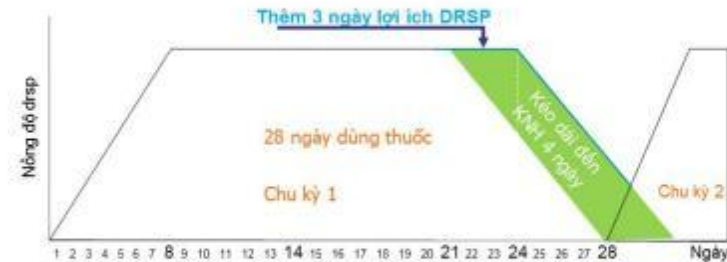 Thêm 3 ngày lợi ích DRSP
Nồng độ drsp
28 ngày dùng thuốc
Chu kỳ 1
Kéo dài đến
KNH 4 ngày
Chu kỳ 2
1 2 3 4 5 6 7 8 9 10 11 12 13 14 15 16 17 18 19 20 21 22 23 24 25 26 27 28 Ngày